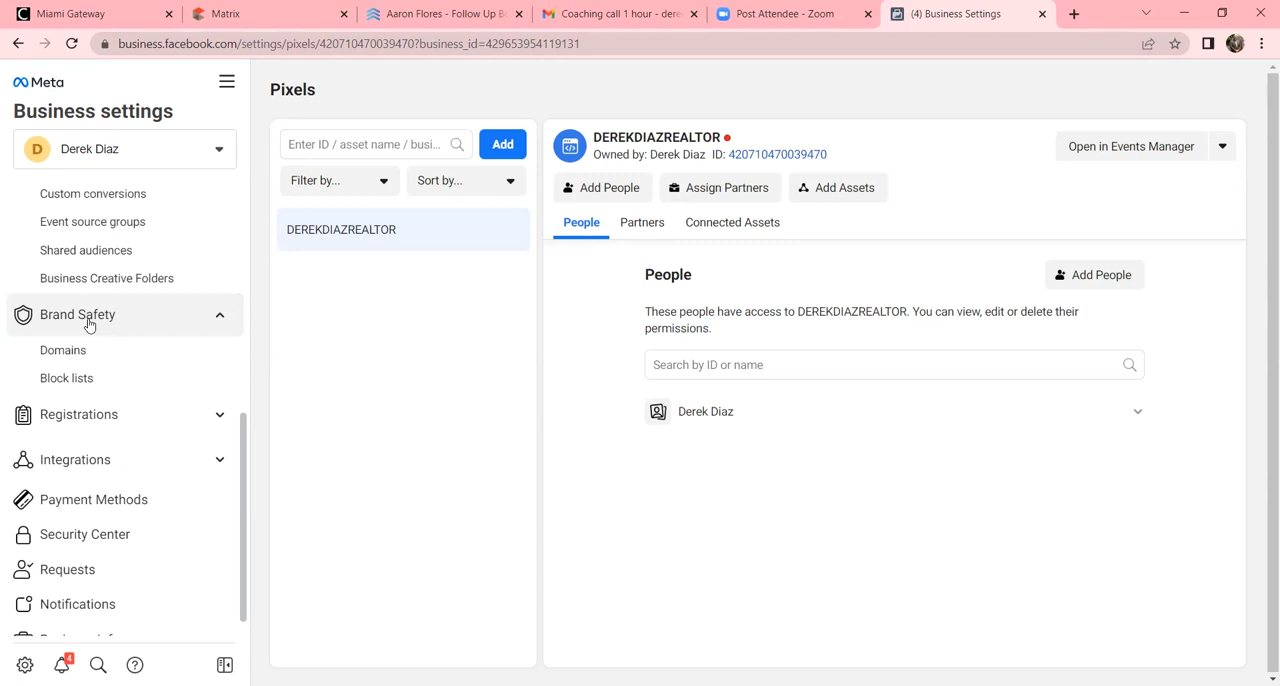 Miami Gateway
Matrix
Aaron Flores - Follow Up Bo
Coaching call 1 hour - dere
Post Attendee - Zoom
(4) Business Settings
business.facebook.com/settings/pixels/420710470039470?business_id=429653954119131
Meta
Business settings
D
Derek Diaz
Custom conversions
Event source groups
Shared audiences
Business Creative Folders
Brand Safety
Domains
Block lists
Registrations
Integrations
Payment Methods
Security Center
Requests
Notifications
4
Pixels
Enter ID / asset name / busi...
Add
Filter by...
Sort by...
DEREKDIAZREALTOR
DEREKDIAZREALTOR
Owned by: Derek Diaz ID: 420710470039470
Open in Events Manager
Add People
Assign Partners
Add Assets
People
Partners
Connected Assets
People
Add People
These people have access to DEREKDIAZREALTOR. You can view, edit or delete their
permissions.
Search by ID or name
Derek Diaz